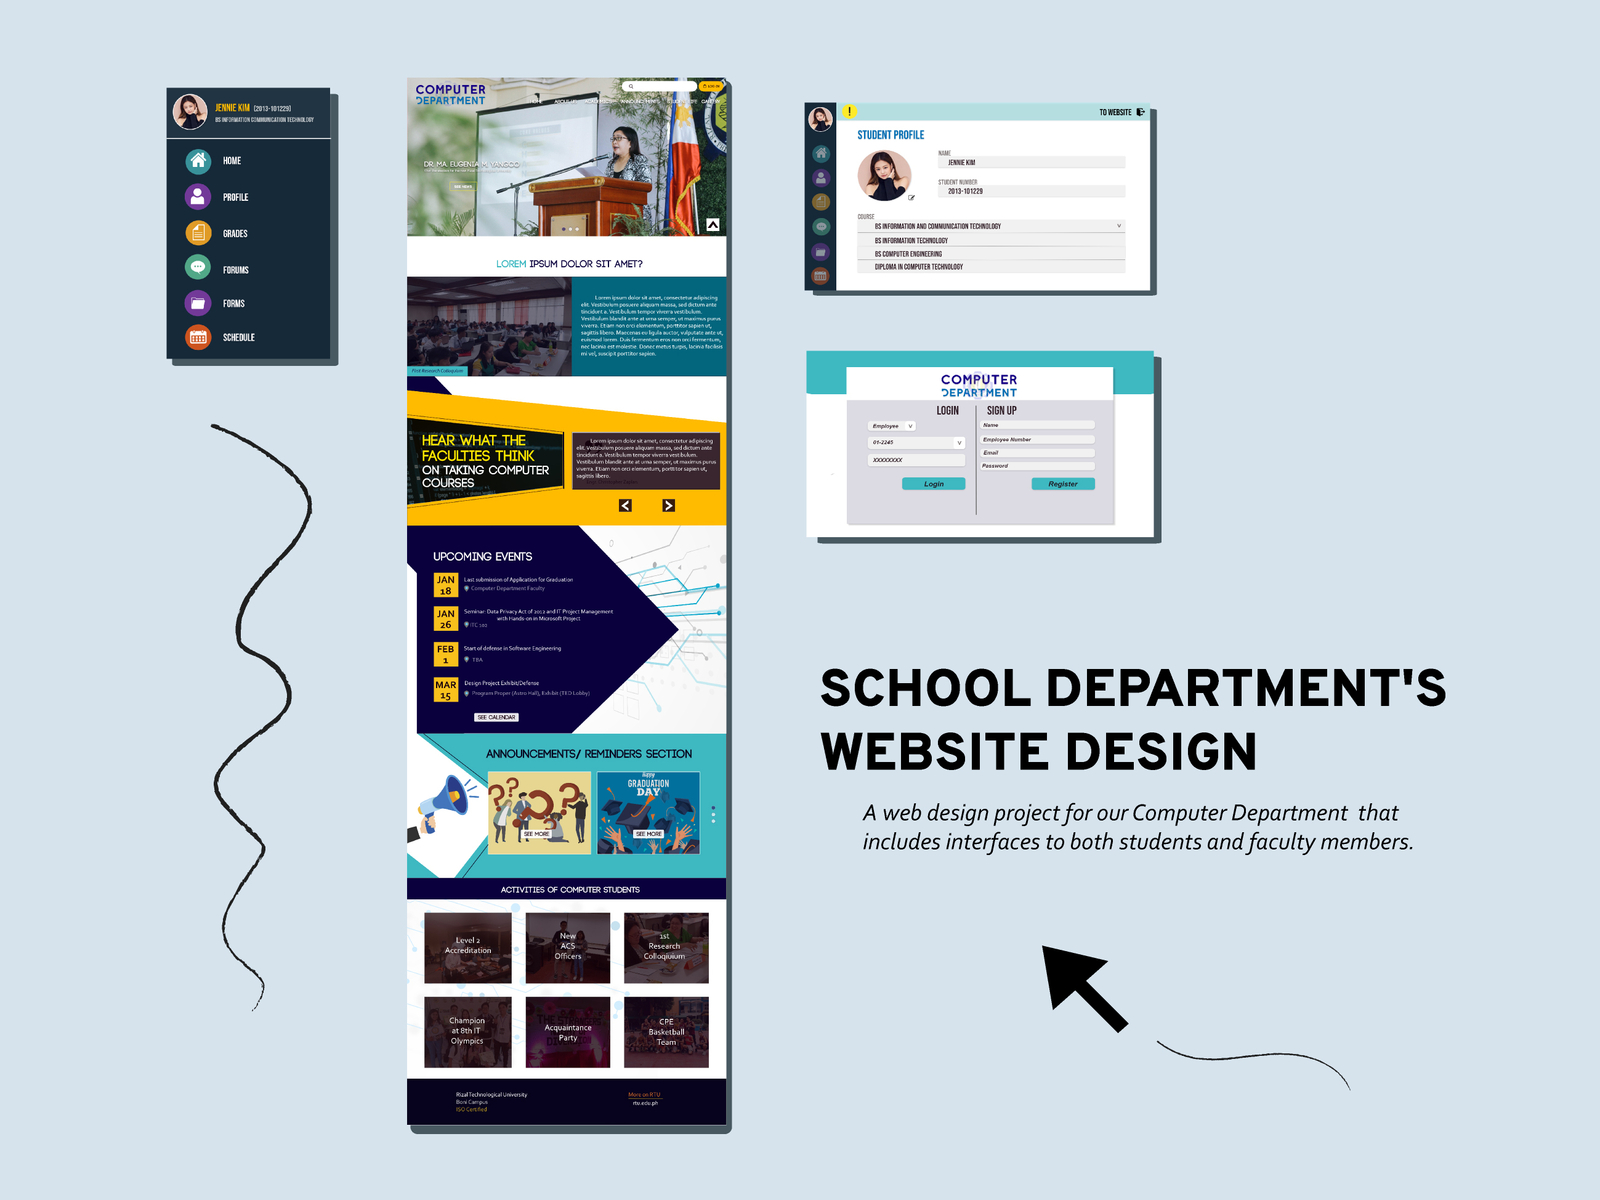 JENNIE KIM [2013-101229]
BS INFORMATION COMMUNICATION TECHNOLOGY
HOME
PROFILE
GRADES
FORUMS
FORMS
SCHEDULE
COMPUTER
DEPARTMENT
LOG IN
HOME ABOUT US ACADEMICS ANNOUNCEMENTS
DR. MA. EUGENIA M. YANGCO
SEE NEWS
LOREM IPSUM DOLOR SIT AMET?
Lorem ipsum dolor sit amet, consectetur adipiscing
elit. Vestibulum posuere aliquam massa, sed dictum ante
tincidunt a. Vestibulum tempor viverra vestibulum.
Vestibulum blandit ante at urna semper, et maximus purus
viverra. Etiam non orci elementum, porttitor sapien ut,
sagittis libero. Maecenas eu ligula auctor, vulputate ante ut,
euismod lorem. Duis fermentum eros non orci fermentum,
nec lacinia est molestie. Donec metus turpis, lacinia facilisis
mi vel, suscipit porttitor sapien.
First Research Colloquium
HEAR WHAT THE
FACULTIES THINK
ON TAKING COMPUTER
COURSES
Lorem ipsum dolor sit amet, consectetur adipiscing
elit. Vestibulum posuere aliquam massa, sed dictum ante
tincidunt a. Vestibulum tempor viverra vestibulum.
Vestibulum blandit ante at urna semper, et maximus purus
viverra. Etiam non orci elementum, porttitor sapien ut,
sagittis libero.
< >
UPCOMING EVENTS
JAN
18
Last submission of Application for Graduation
Computer Department Faculty
JAN
26
Seminar: Data Privacy Act of 2012 and IT Project Management
with Hands-on in Microsoft Project
ITC 102
FEB
1
Start of defense in Software Engineering
TBA
MAR
15
Design Project Exhibit/Defense
Program Proper (Astro Hall), Exhibit (TED Lobby)
SEE CALENDAR
ANNOUNCEMENTS/ REMINDERS SECTION
SEE MORE
Happy
GRADUATION
DAY
SEE MORE
ACTIVITIES OF COMPUTER STUDENTS
Level 2
Accreditation
New
ACS
Officers
1st
Research
Colloqiuium
Champion
at 8th IT
Olympics
Acquaintance
Party
CPE
Basketball
Team
Rizal Technological University
Boni Campus
ISO Certified
More on RTU
rtu.edu.ph
!
TO WEBSITE
STUDENT PROFILE
NAME
JENNIE KIM
STUDENT NUMBER
2013-101229
COURSE
BS INFORMATION AND COMMUNICATION TECHNOLOGY
BS INFORMATION TECHNOLOGY
BS COMPUTER ENGINEERING
DIPLOMA IN COMPUTER TECHNOLOGY
COMPUTER
DEPARTMENT
LOGIN
Employee
01-2245
XXXXXXXX
Login
SIGN UP
Name
Employee Number
Email
Password
Register
SCHOOL DEPARTMENT'S
WEBSITE DESIGN
A web design project for our Computer Department that
includes interfaces to both students and faculty members.